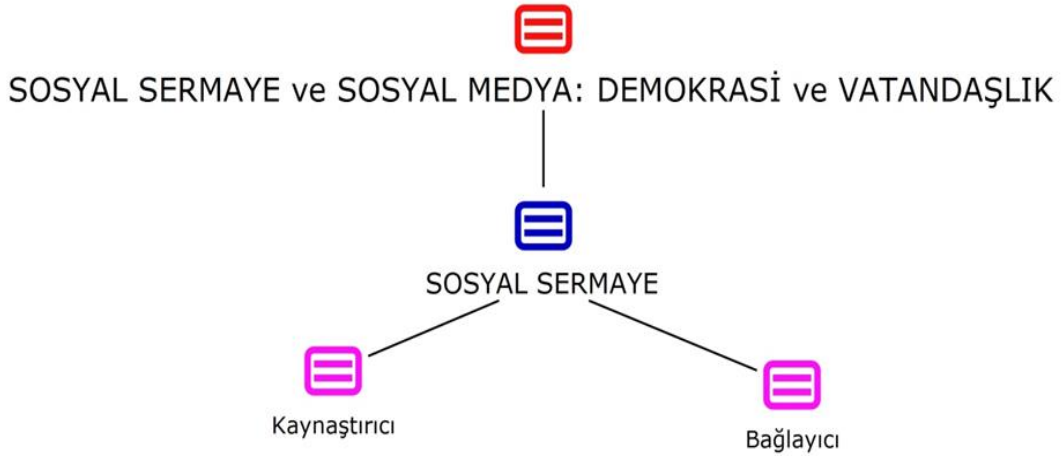 SOSYAL SERMAYE ve SOSYAL MEDYA: DEMOKRASİ ve VATANDAŞLIK
SOSYAL SERMAYE
Kaynaştırıcı
Bağlayıcı